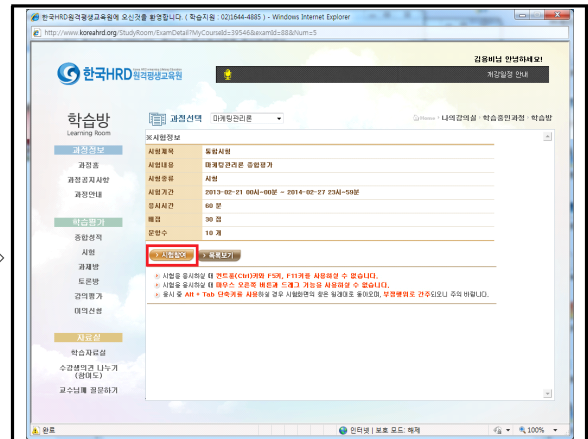 한국HRD원격평생교육원에 오신것을 환영합니다. ( 학습지원 : 02)1644-4885 ) - Windows Internet Explorer
http://www.koreahrd.org/StudyRoom/ExamDetail?MyCourseId=39546&examId=88&Num=5
김용비님 안녕하세요!
한국HRD원격평생교육원
개강일정 안내
학습방
Learning Room
과정선택 마케팅관리론
Home > 나의강의실 > 학습중인과정 > 학습방
과정정보
과정홈
과정공지사항
과정안내
학습평가
종합성적
시험
과제방
토론방
강의평가
이의신청
자료실
학습자료실
수강생의견 나누기
(참여도)
교수님께 질문하기
※시험정보
시험제목 통합시험
시험내용 마케팅관리론 중합평가
시험종류 시험
시험기간 2013-02-21 00시~00분 ~ 2014-02-27 23시~59분
응시시간 60 분
배점 30 점
문항수 10 개
> 시험참여 > 목록보기
시험을 응시하실 때 컨트롤(Ctrl)키와 F5키, F11키를 사용하실 수 없습니다.
시험을 응시하실 때 마우스 오른쪽 버튼과 드래그 기능을 사용하실 수 없습니다.
응시 중 Alt + Tab 단축키를 사용하실 경우 시험화면의 창은 원래대로 돌아오며, 부정행위로 간주되오니 주의 바랍니다.
완료
인터넷 | 보호 모드: 해제
100%